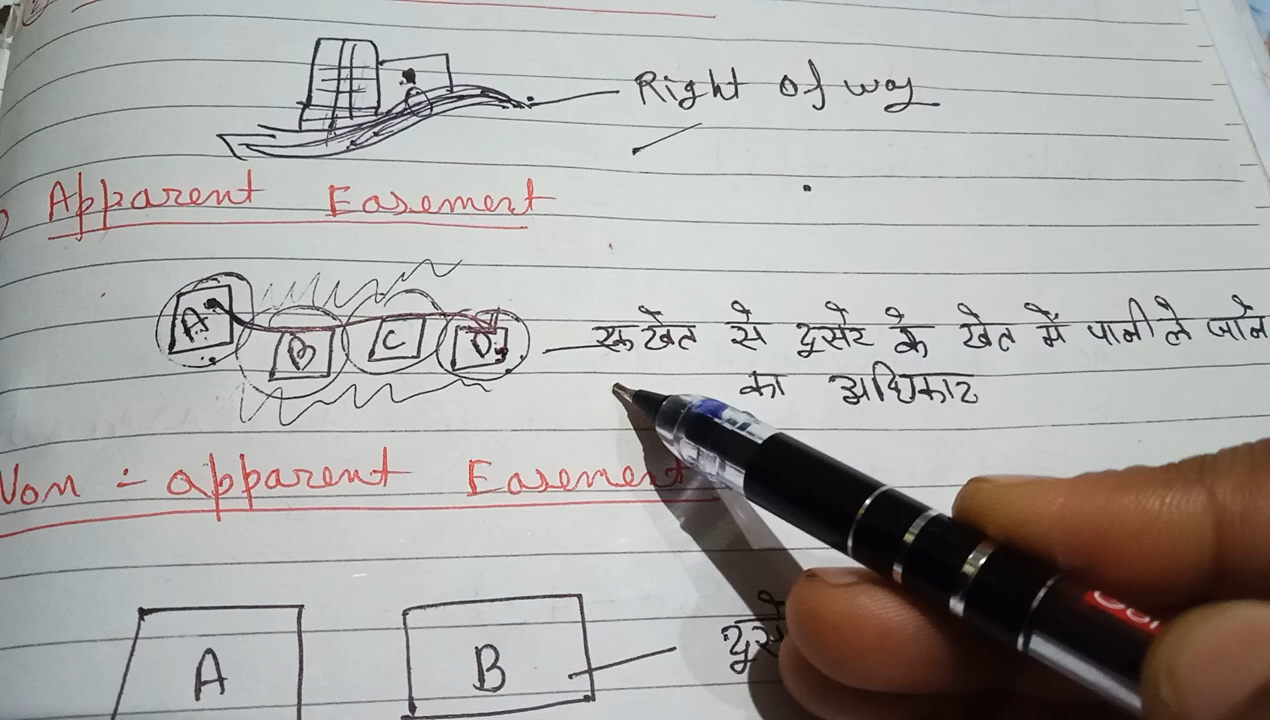 Right of way
Apparent Easement
A B C D
एक खेत से दूसरे के खेत में पानी ले जाने
का अधिकार
Non = apparent Easement
A B